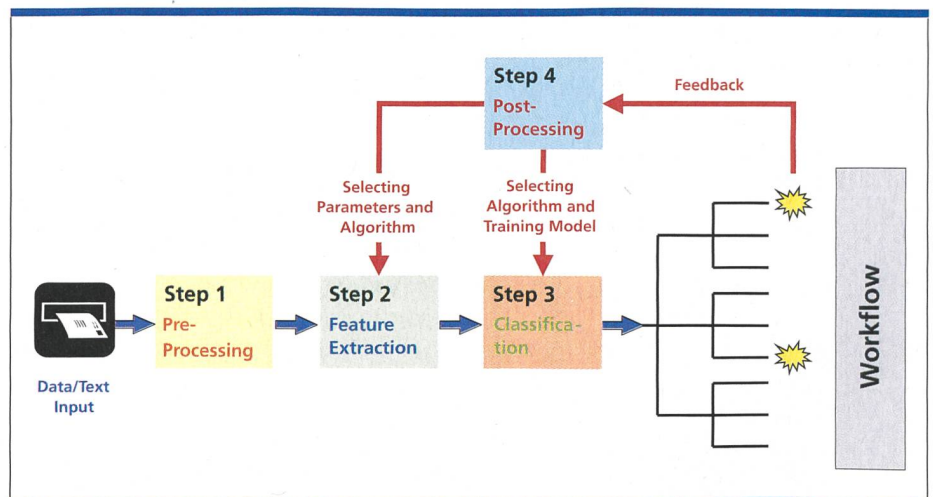 Step 4
Post-
Processing
Feedback
Selecting
Parameters and
Algorithm
Selecting
Algorithm and
Training Model
Step 1
Pre-
Processing
Step 2
Feature
Extraction
Step 3
Classifica-
tion
Data/Text
Input
Workflow